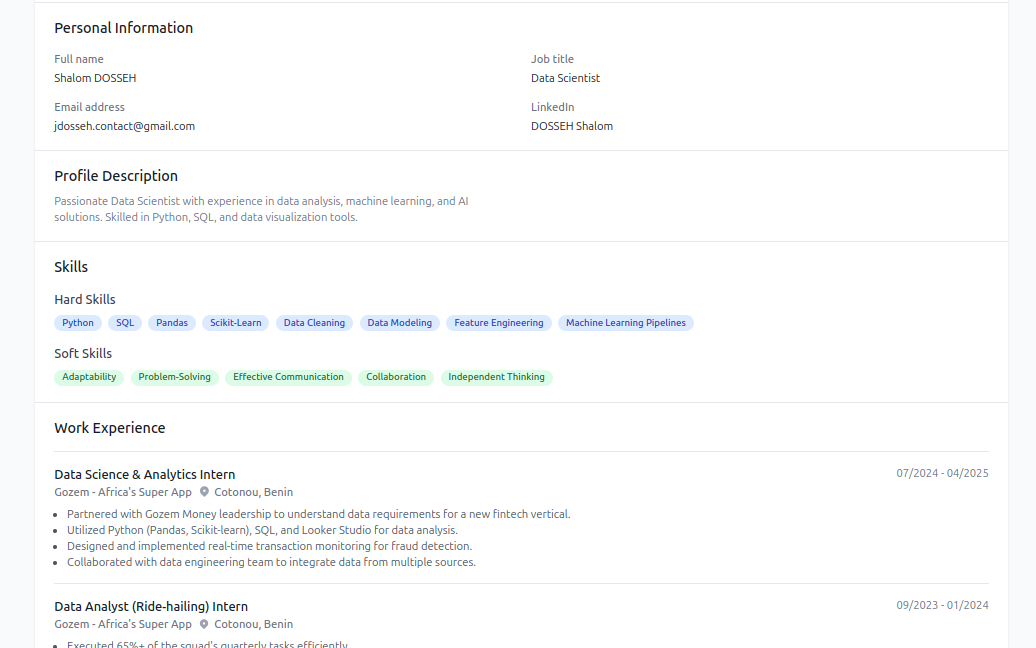 Personal Information
Full name
Shalom DOSSEH
Job title
Data Scientist
Email address
jdosseh.contact@gmail.com
LinkedIn
DOSSEH Shalom
Profile Description
Passionate Data Scientist with experience in data analysis, machine learning, and AI
solutions. Skilled in Python, SQL, and data visualization tools.
Skills
Hard Skills
Python SQL Pandas Scikit-Learn Data Cleaning Data Modeling Feature Engineering Machine Learning Pipelines
Soft Skills
Adaptability Problem-Solving Effective Communication Collaboration Independent Thinking
Work Experience
Data Science & Analytics Intern 07/2024 - 04/2025
Gozem - Africa's Super App Cotonou, Benin
• Partnered with Gozem Money leadership to understand data requirements for a new fintech vertical.
• Utilized Python (Pandas, Scikit-learn), SQL, and Looker Studio for data analysis.
• Designed and implemented real-time transaction monitoring for fraud detection.
• Collaborated with data engineering team to integrate data from multiple sources.
Data Analyst (Ride-hailing) Intern 09/2023 - 01/2024
Gozem - Africa's Super App Cotonou, Benin
• Executed 65%+ of the squad's quarterly tasks efficiently